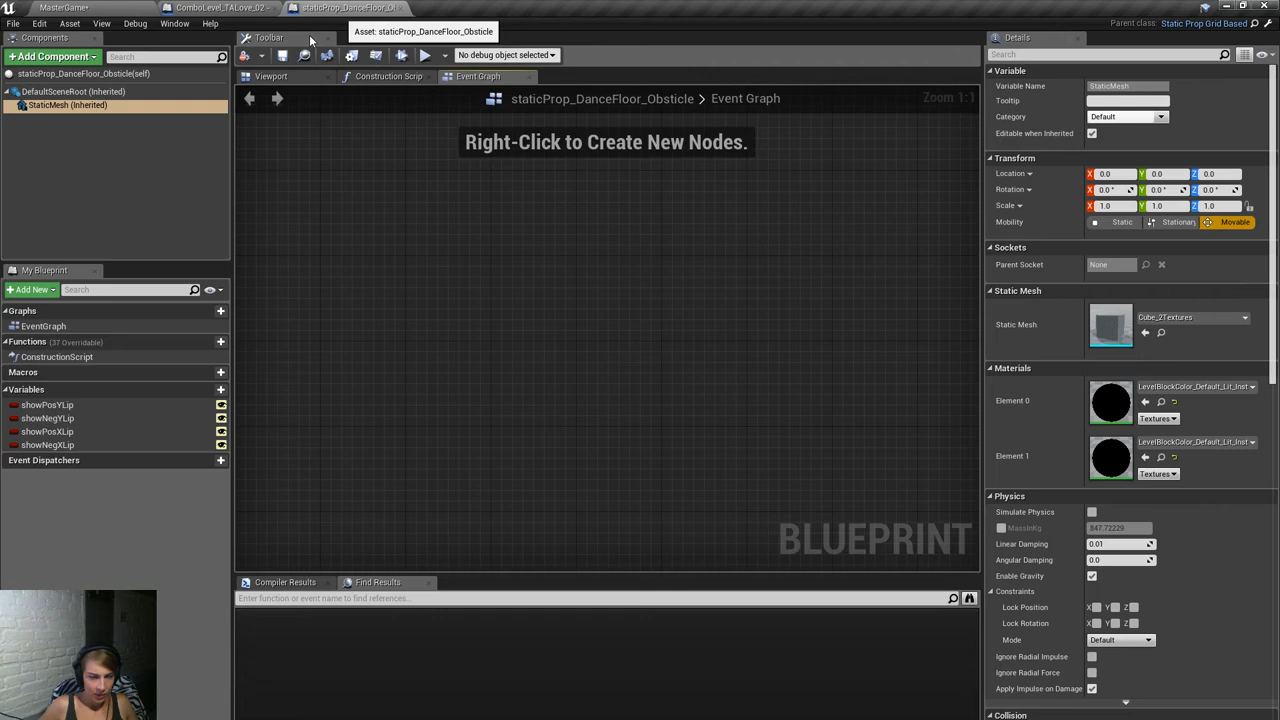 MasterGame*
ComboLevel_TALove_02
staticProp_DanceFloor_O
File Edit Asset View Debug Window Help
Asset: staticProp_DanceFloor_Obsticle
Parent class: Static Prop Grid Based
Components
+ Add Component
Search
staticProp_DanceFloor_Obsticle(self)
DefaultSceneRoot (Inherited)
StaticMesh (Inherited)
My Blueprint
+ Add New
Search
Graphs
EventGraph
Functions (37 Overridable)
ConstructionScript
Macros
Variables
showPosYLip
showNegYLip
showPosXLip
showNegXLip
Event Dispatchers
Toolbar
No debug object selected
Viewport
Construction Scrip
Event Graph
staticProp_DanceFloor_Obsticle > Event Graph
Zoom 1:1
Right-Click to Create New Nodes.
BLUEPRINT
Compiler Results
Find Results
Enter function or event name to find references...
Details
Search
Variable
Variable Name StaticMesh
Tooltip
Category Default
Editable when Inherited
Transform
Location X 0.0 Y 0.0 Z 0.0
Rotation X 0.0 ° Y 0.0 ° Z 0.0 °
Scale X 1.0 Y 1.0 Z 1.0
Mobility Static Stationary Movable
Sockets
Parent Socket None
Static Mesh
Static Mesh Cube_2Textures
Materials
Element 0 LevelBlockColor_Default_Lit_Inst
Textures
Element 1 LevelBlockColor_Default_Lit_Inst
Textures
Physics
Simulate Physics
MassInKg 847.72229
Linear Damping 0.01
Angular Damping 0.0
Enable Gravity
Constraints
Lock Position X Y Z
Lock Rotation X Y Z
Mode Default
Ignore Radial Impulse
Ignore Radial Force
Apply Impulse on Damage
Collision